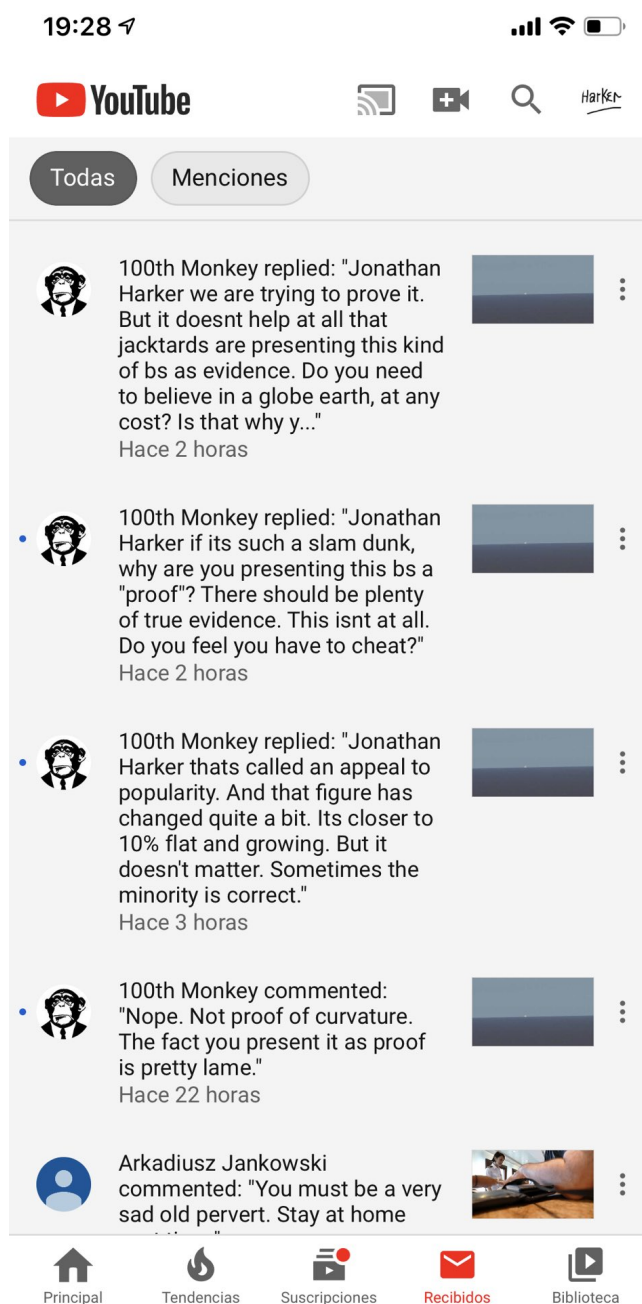 19:28
YouTube
Harker
Todas
Menciones
100th Monkey replied: "Jonathan
Harker we are trying to prove it.
But it doesnt help at all that
jacktards are presenting this kind
of bs as evidence. Do you need
to believe in a globe earth, at any
cost? Is that why y..."
Hace 2 horas
100th Monkey replied: "Jonathan
Harker if its such a slam dunk,
why are you presenting this bs a
"proof"? There should be plenty
of true evidence. This isnt at all.
Do you feel you have to cheat?"
Hace 2 horas
100th Monkey replied: "Jonathan
Harker thats called an appeal to
popularity. And that figure has
changed quite a bit. Its closer to
10% flat and growing. But it
doesn't matter. Sometimes the
minority is correct."
Hace 3 horas
100th Monkey commented:
"Nope. Not proof of curvature.
The fact you present it as proof
is pretty lame."
Hace 22 horas
Arkadiusz Jankowski
commented: "You must be a very
sad old pervert. Stay at home
Principal
Tendencias
Suscripciones
Recibidos
Biblioteca